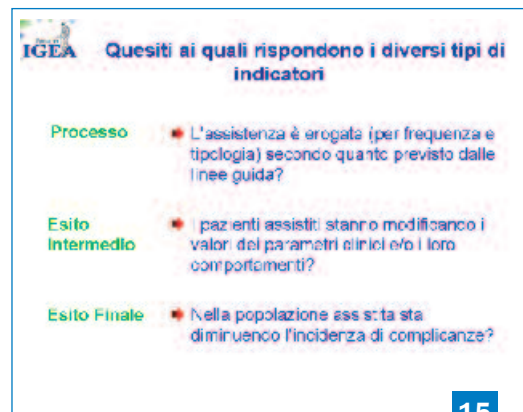 IGEA
Quesiti ai quali rispondono i diversi tipi di
indicatori
Processo
L'assistenza è erogata (per frequenza e
tipologia) secondo quanto previsto dalle
linee guida?
Esito
Intermedio
I pazienti assistiti stanno modificando i
valori dei parametri clinici e/o i loro
comportamenti?
Esito Finale
Nella popolazione assistita sta
diminuendo l'incidenza di complicanze?
15